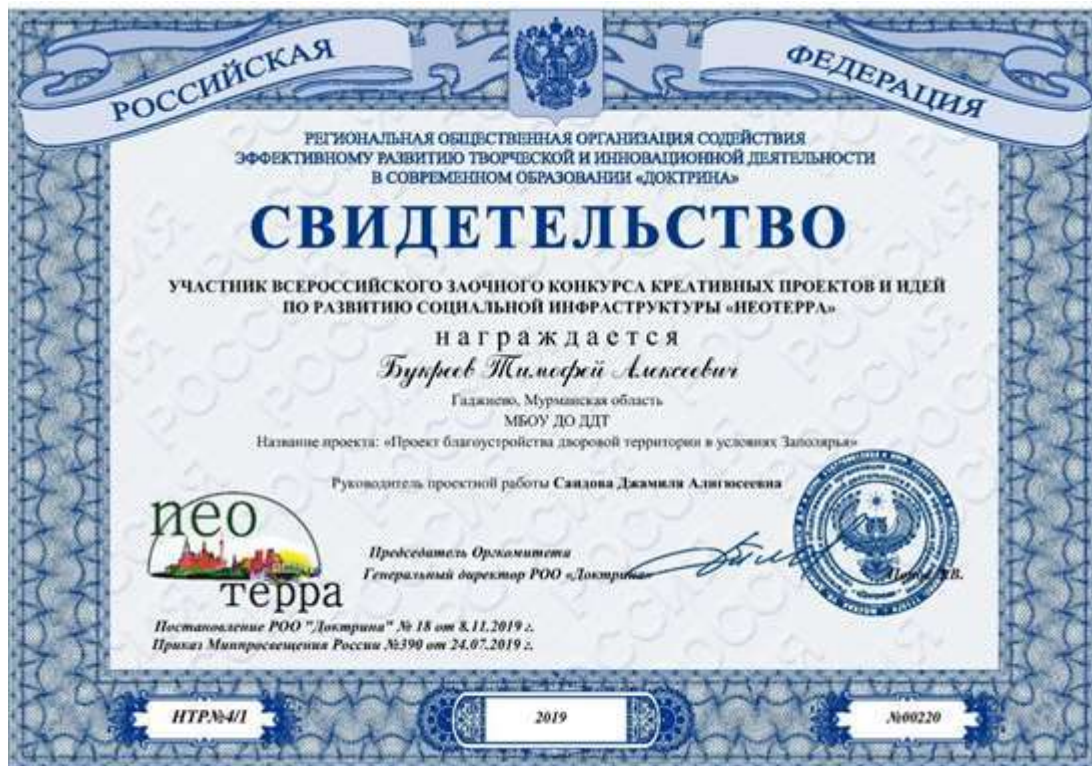 РОССИЙСКАЯ
ФЕДЕРАЦИЯ
РЕГИОНАЛЬНАЯ ОБЩЕСТВЕННАЯ ОРГАНИЗАЦИЯ СОДЕЙСТВИЯ
ЭФФЕКТИВНОМУ РАЗВИТИЮ ТВОРЧЕСКОЙ И ИННОВАЦИОННОЙ ДЕЯТЕЛЬНОСТИ
В СОВРЕМЕННОМ ОБРАЗОВАНИИ «ДОКТРИНА»
СВИДЕТЕЛЬСТВО
УЧАСТНИК ВСЕРОССИЙСКОГО ЗАОЧНОГО КОНКУРСА КРЕАТИВНЫХ ПРОЕКТОВ И ИДЕЙ
ПО РАЗВИТИЮ СОЦИАЛЬНОЙ ИНФРАСТРУКТУРЫ «НЕОТЕРРА»
награждается
Букреев Тимофей Алексеевич
Гаджиево, Мурманская область
МБОУ ДО ДДТ
Название проекта: «Проект благоустройства дворовой территории в условиях Заполярья»
Руководитель проектной работы Саидова Джамиля Алигюсеевна
neo
терра
Председатель Оргкомитета
Генеральный директор РОО «Доктрина»
Постановление РОО "Доктрина" № 18 от 8.11.2019 г.
Приказ Минпросвещения России №390 от 24.07.2019 г.
НТР№4/1
2019
№00220